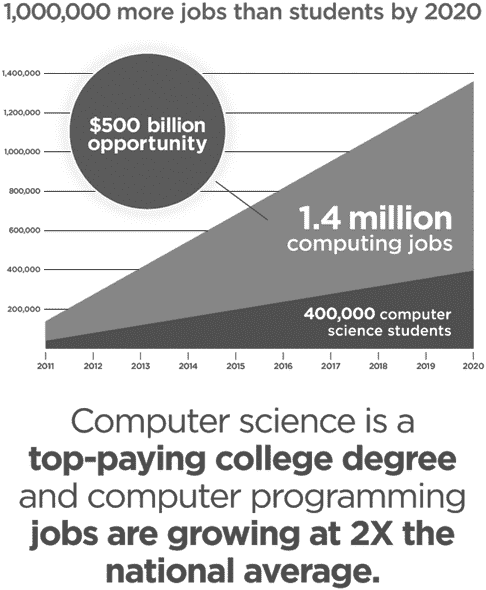 1,000,000 more jobs than students by 2020
1,400,000
1,200,000
1,000,000
800,000
600,000
400,000
200,000
$500 billion
opportunity
1.4 million
computing jobs
400,000 computer
science students
2011 2012 2013 2014 2015 2016 2017 2018 2019 2020
Computer science is a
top-paying college degree
and computer programming
jobs are growing at 2X the
national average.